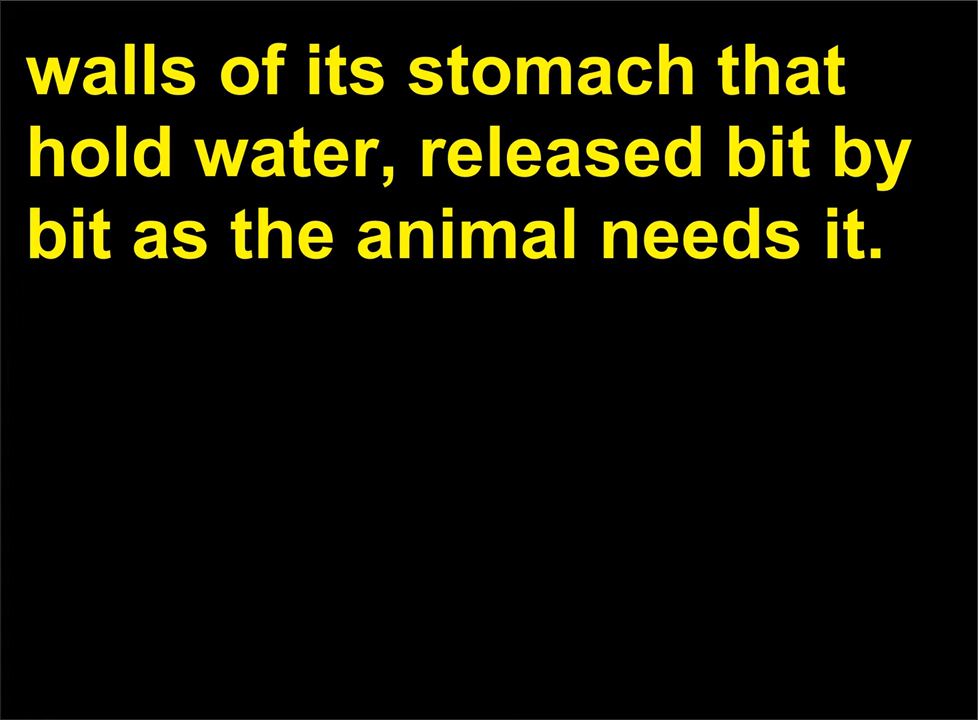 walls of its stomach that
hold water, released bit by
bit as the animal needs it.